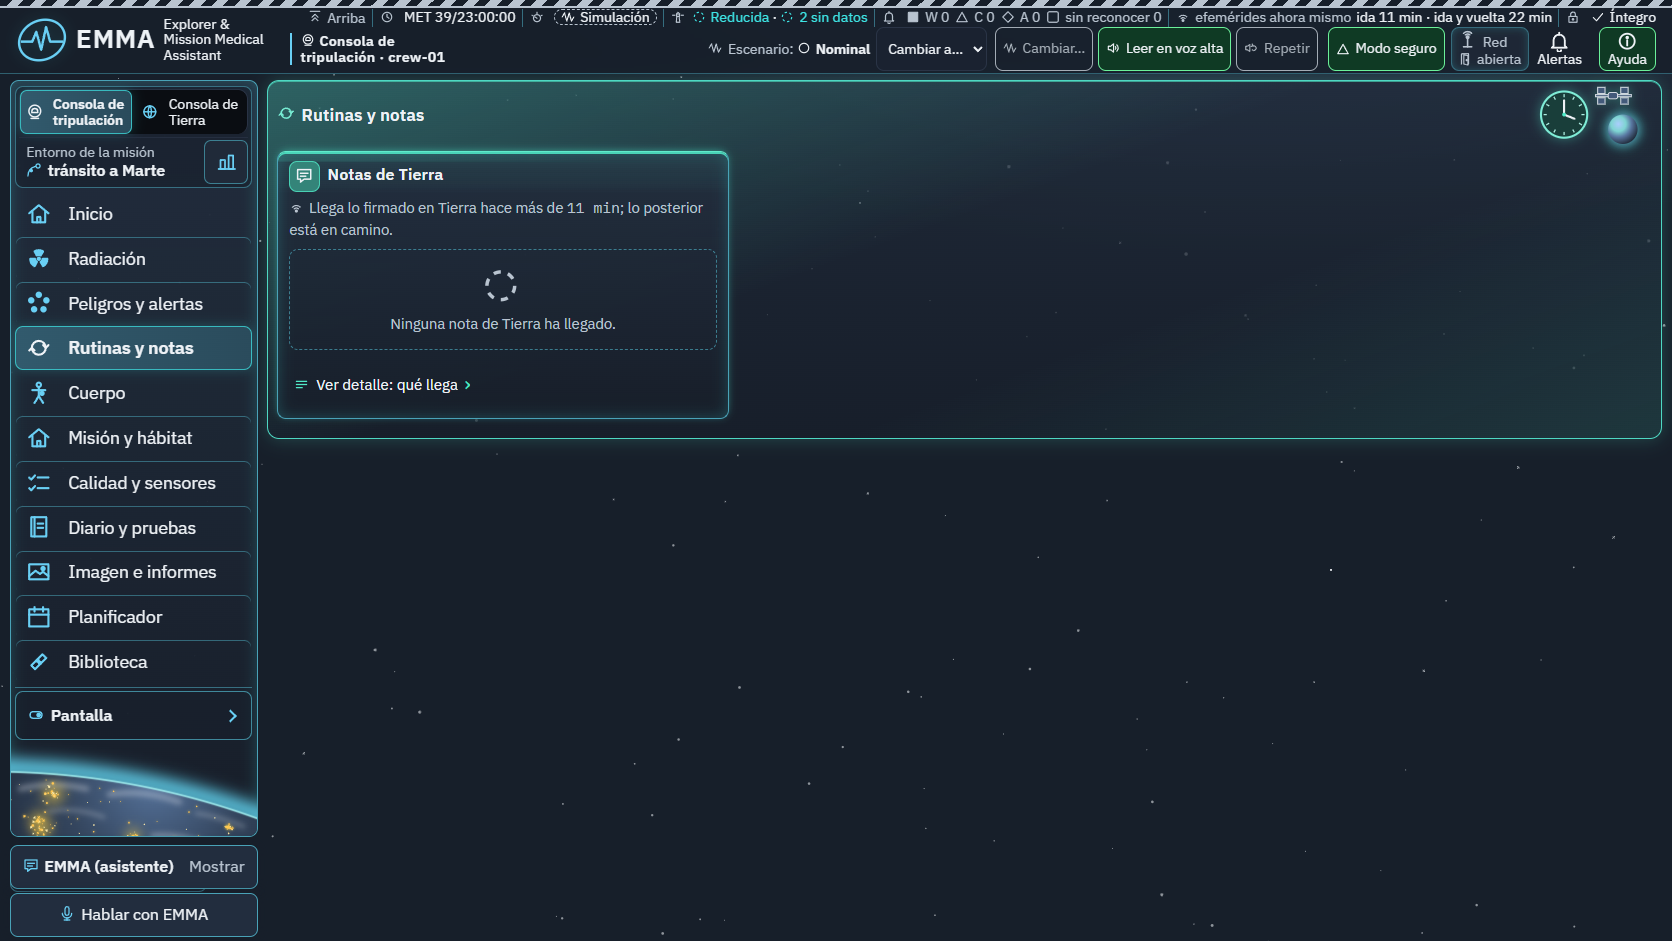 Arriba MET 39/23:00:00 Simulación Reducida · 2 sin datos W 0 C 0 A 0 sin reconocer 0 efemérides ahora mismo ida 11 min · ida y vuelta 22 min Íntegro
EMMA
Explorer &
Mission Medical
Assistant
Consola de
tripulación · crew-01
Escenario: Nominal
Cambiar a...
Cambiar...
Leer en voz alta
Repetir
Modo seguro
Red
abierta
Alertas
Ayuda
Consola de
tripulación
Consola de
Tierra
Entorno de la misión
tránsito a Marte
Inicio
Radiación
Peligros y alertas
Rutinas y notas
Cuerpo
Misión y hábitat
Calidad y sensores
Diario y pruebas
Imagen e informes
Planificador
Biblioteca
Pantalla
EMMA (asistente) Mostrar
Hablar con EMMA
Rutinas y notas
Notas de Tierra
Llega lo firmado en Tierra hace más de 11 min; lo posterior
está en camino.
Ninguna nota de Tierra ha llegado.
Ver detalle: qué llega